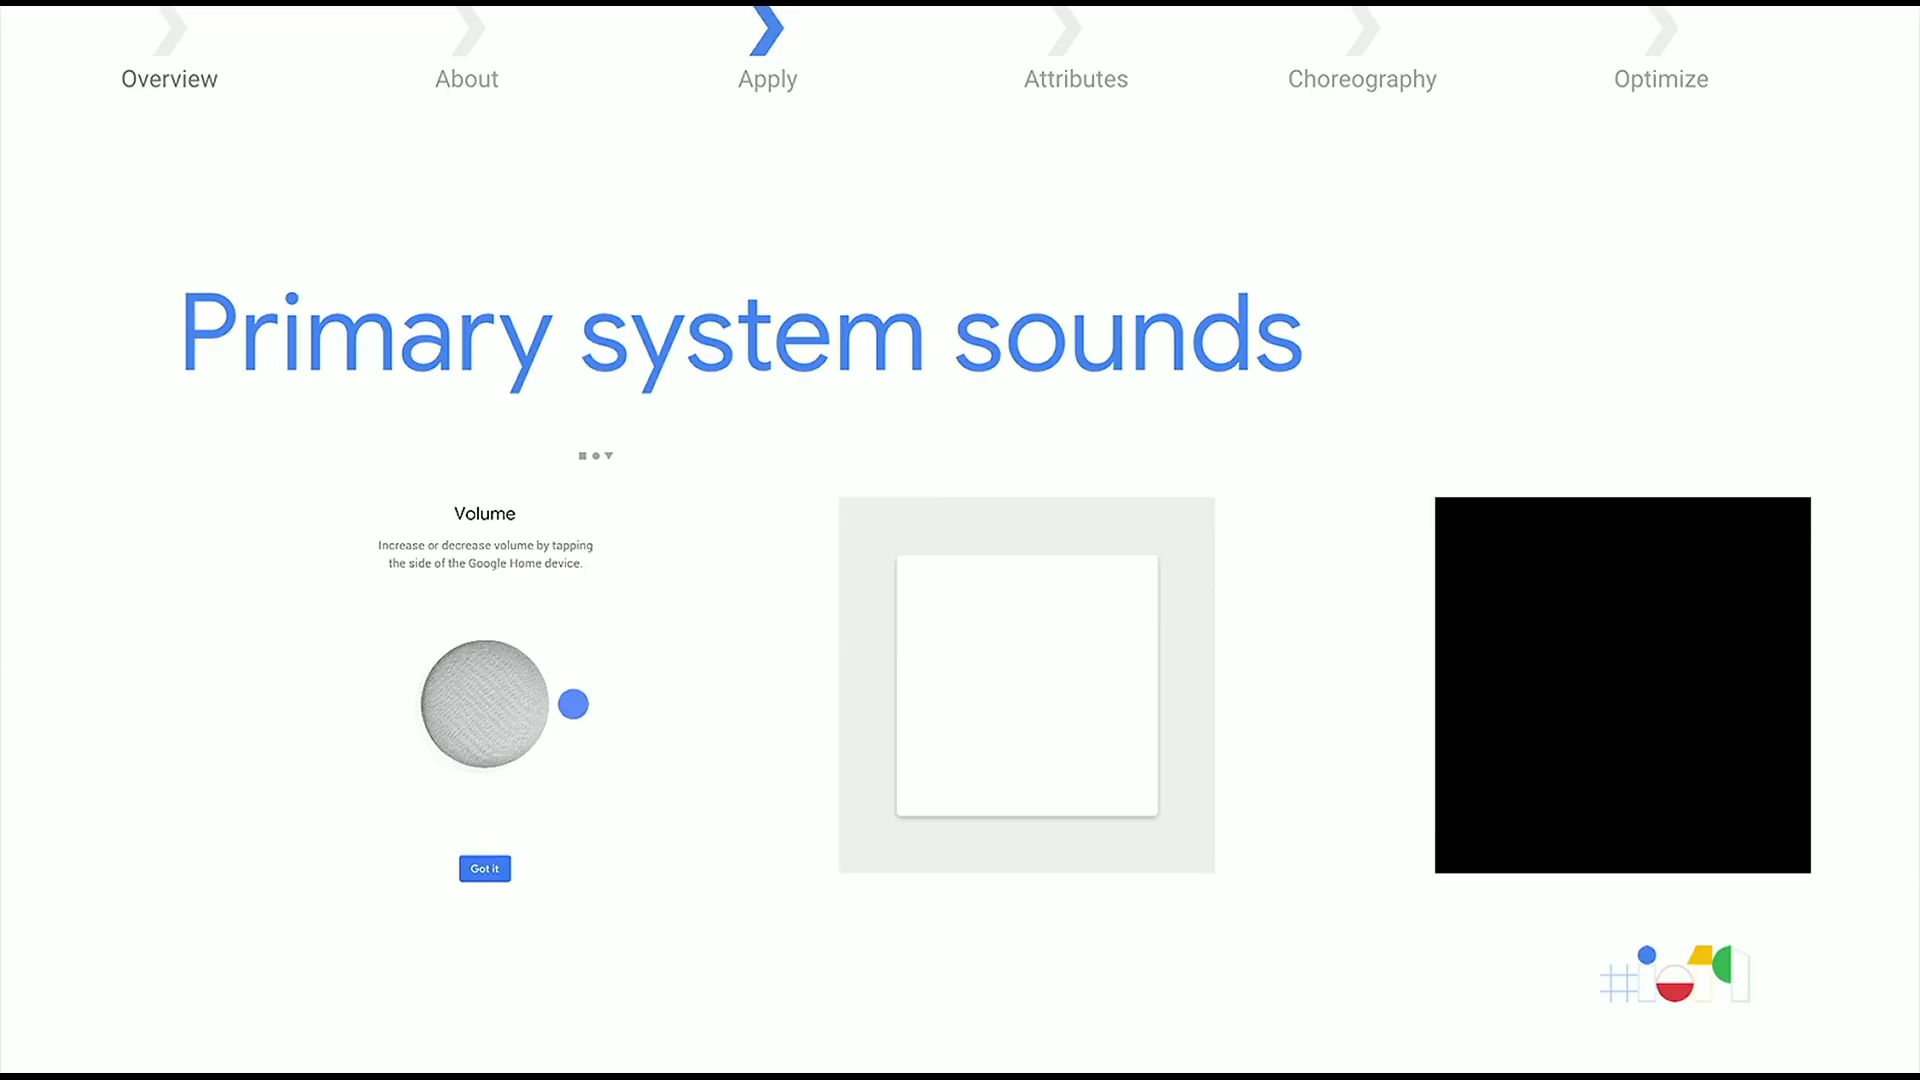 Overview
About
Apply
Attributes
Choreography
Optimize
Primary system sounds
Volume
Increase or decrease volume by tapping
the side of the Google Home device.
Got it
#io19